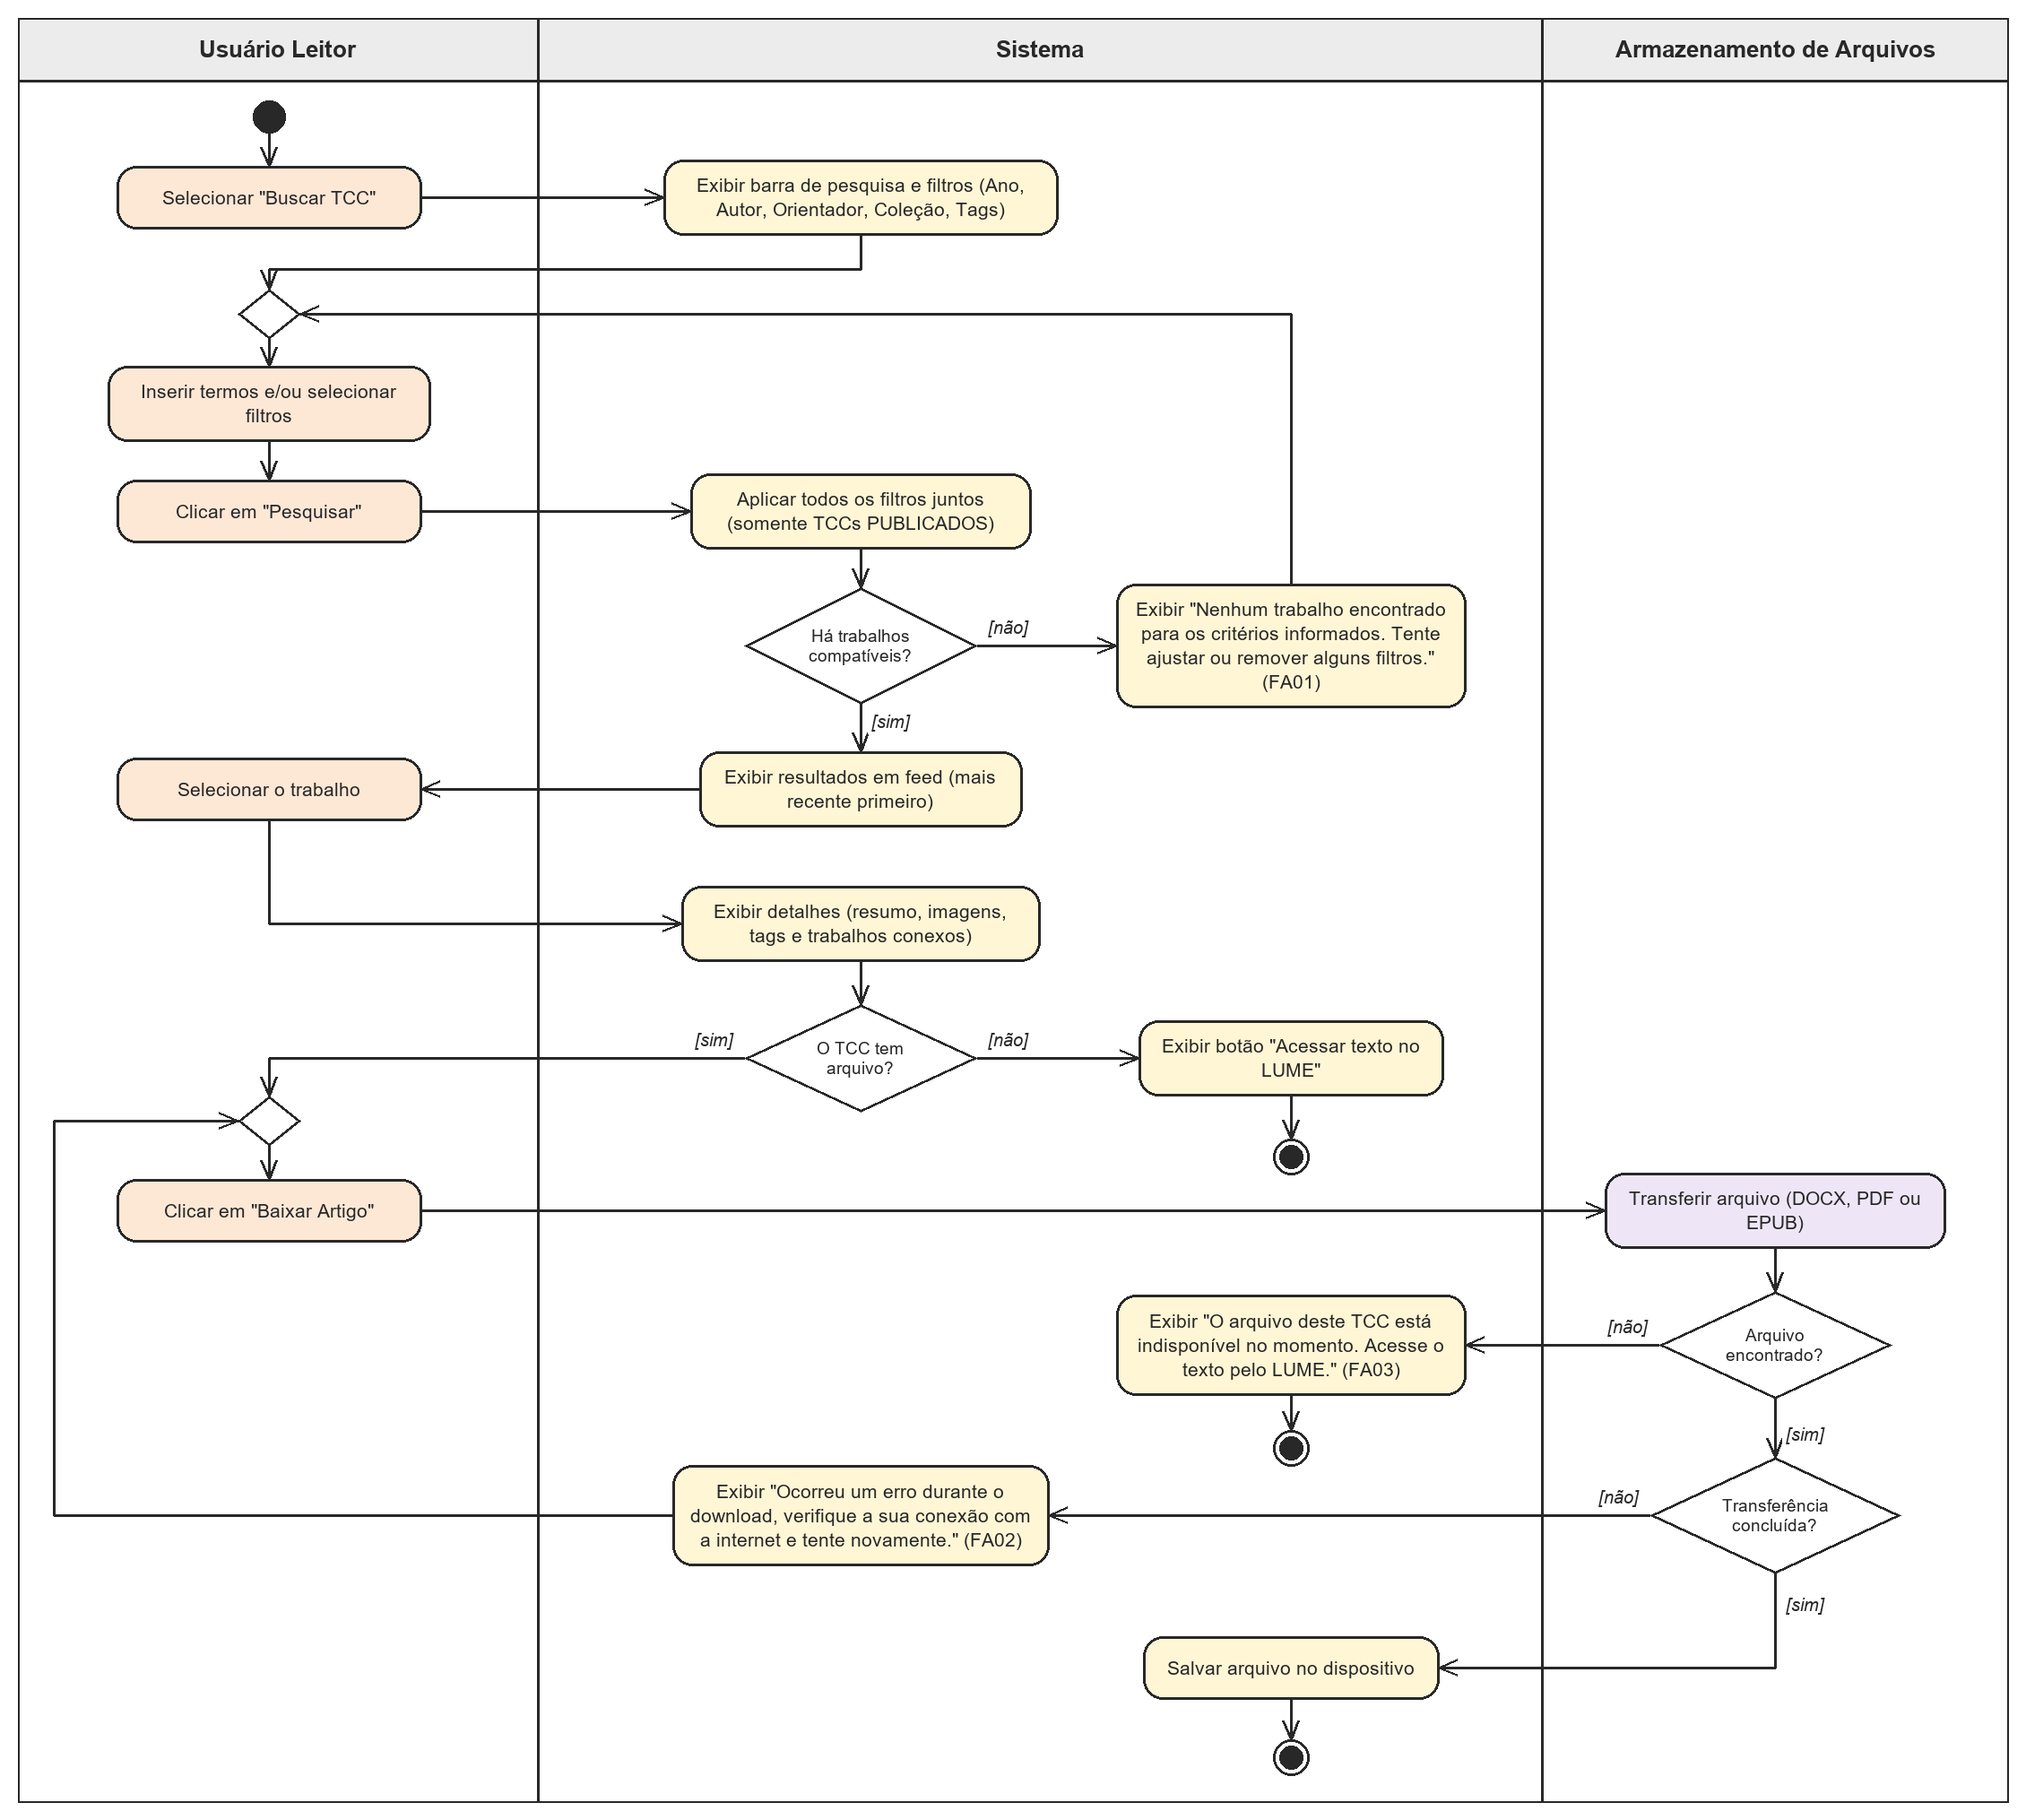 Usuário Leitor
Sistema
Armazenamento de Arquivos
Selecionar "Buscar TCC"
Exibir barra de pesquisa e filtros (Ano,
Autor, Orientador, Coleção, Tags)
Inserir termos e/ou selecionar
filtros
Clicar em "Pesquisar"
Aplicar todos os filtros juntos
(somente TCCs PUBLICADOS)
Há trabalhos
compatíveis?
[não]
Exibir "Nenhum trabalho encontrado
para os critérios informados. Tente
ajustar ou remover alguns filtros."
(FA01)
[sim]
Exibir resultados em feed (mais
recente primeiro)
Selecionar o trabalho
Exibir detalhes (resumo, imagens,
tags e trabalhos conexos)
O TCC tem
arquivo?
[sim]
[não]
Exibir botão "Acessar texto no
LUME"
Clicar em "Baixar Artigo"
Transferir arquivo (DOCX, PDF ou
EPUB)
Arquivo
encontrado?
[não]
Exibir "O arquivo deste TCC está
indisponível no momento. Acesse o
texto pelo LUME." (FA03)
[sim]
Transferência
concluída?
[não]
Exibir "Ocorreu um erro durante o
download, verifique a sua conexão com
a internet e tente novamente." (FA02)
[sim]
Salvar arquivo no dispositivo